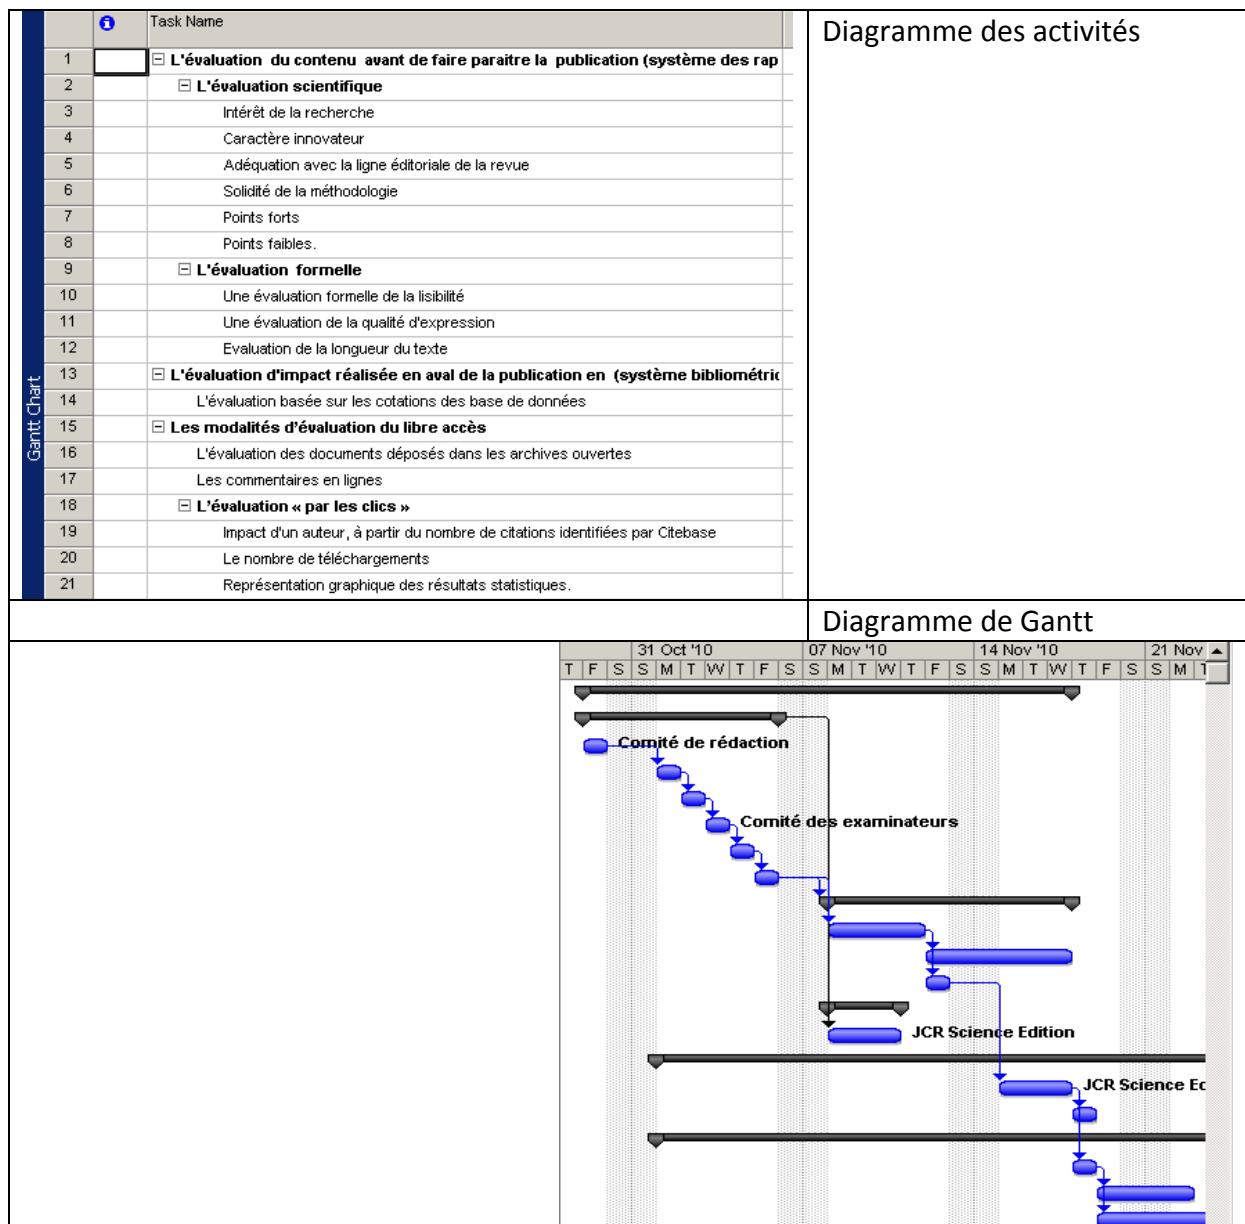 Task Name
Diagramme des activités
1 L'évaluation du contenu avant de faire paraitre la publication (système des rap
2 L'évaluation scientifique
3 Intérêt de la recherche
4 Caractère innovateur
5 Adéquation avec la ligne éditoriale de la revue
6 Solidité de la méthodologie
7 Points forts
8 Points faibles.
9 L'évaluation formelle
10 Une évaluation formelle de la lisibilité
11 Une évaluation de la qualité d'expression
12 Evaluation de la longueur du texte
13 L'évaluation d'impact réalisée en aval de la publication en (système bibliométric
14 L'évaluation basée sur les cotations des base de données
15 Les modalités d'évaluation du libre accès
16 L'évaluation des documents déposés dans les archives ouvertes
17 Les commentaires en lignes
18 L'évaluation « par les clics »
19 Impact d'un auteur, à partir du nombre de citations identifiées par Citebase
20 Le nombre de téléchargements
21 Représentation graphique des résultats statistiques.
Gantt Chart
Diagramme de Gantt
31 Oct '10 07 Nov '10 14 Nov '10 21 Nov
T F S S M T W T F S S M T W T F S S M T W T F S S M T
Comité de rédaction
Comité des examinateurs
JCR Science Edition
JCR Science Ec